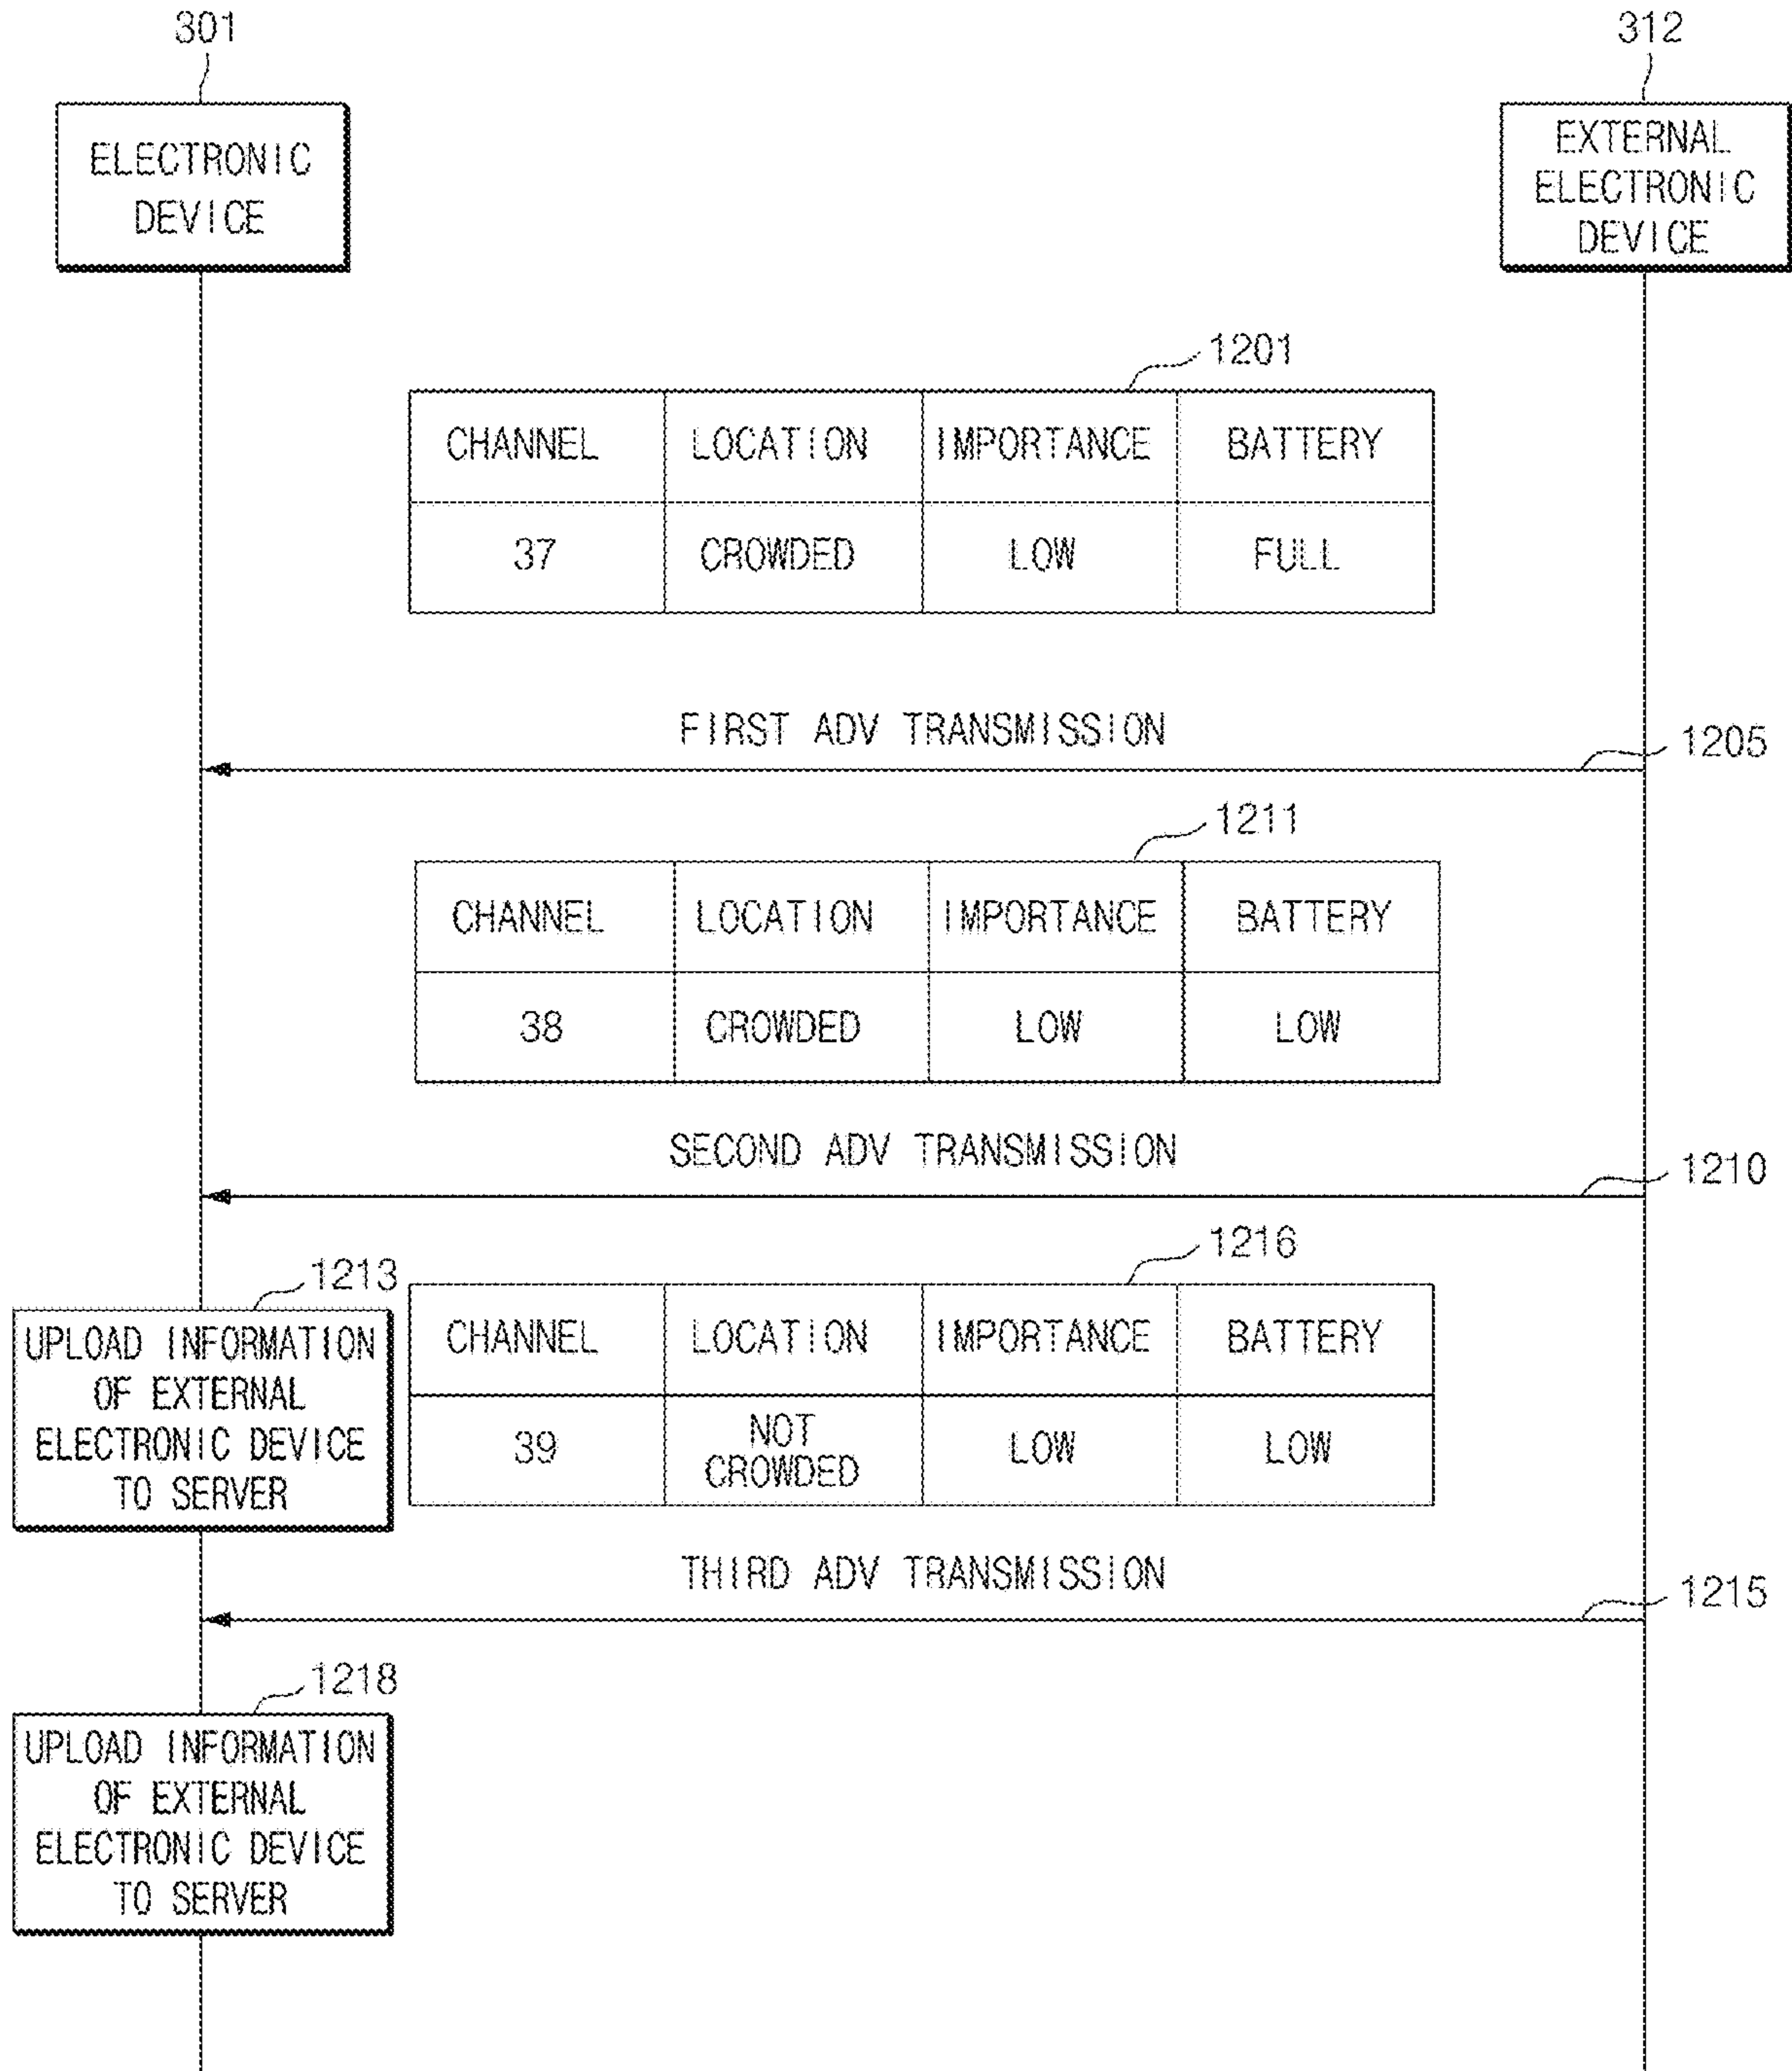 301
312
ELECTRONIC
DEVICE
EXTERNAL
ELECTRONIC
DEVICE
1201
CHANNEL LOCATION IMPORTANCE BATTERY
37 CROWDED LOW FULL
FIRST ADV TRANSMISSION
1205
1211
CHANNEL LOCATION IMPORTANCE BATTERY
38 CROWDED LOW LOW
SECOND ADV TRANSMISSION
1210
1213
UPLOAD INFORMATION
OF EXTERNAL
ELECTRONIC DEVICE
TO SERVER
1216
CHANNEL LOCATION IMPORTANCE BATTERY
39 NOT
CROWDED LOW LOW
THIRD ADV TRANSMISSION
1215
1218
UPLOAD INFORMATION
OF EXTERNAL
ELECTRONIC DEVICE
TO SERVER